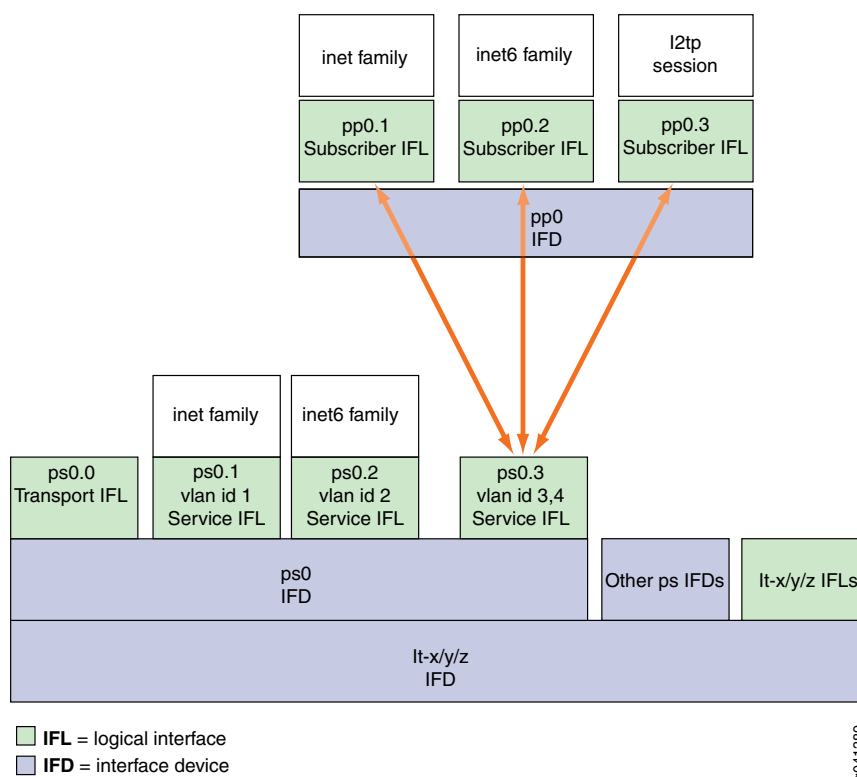 inet family
inet6 family
l2tp
session
pp0.1
Subscriber IFL
pp0.2
Subscriber IFL
pp0.3
Subscriber IFL
pp0
IFD
inet family
inet6 family
ps0.0
Transport IFL
ps0.1
vlan id 1
Service IFL
ps0.2
vlan id 2
Service IFL
ps0.3
vlan id 3,4
Service IFL
ps0
IFD
Other ps IFDs
lt-x/y/z IFLs
lt-x/y/z
IFD
IFL = logical interface
IFD = interface device